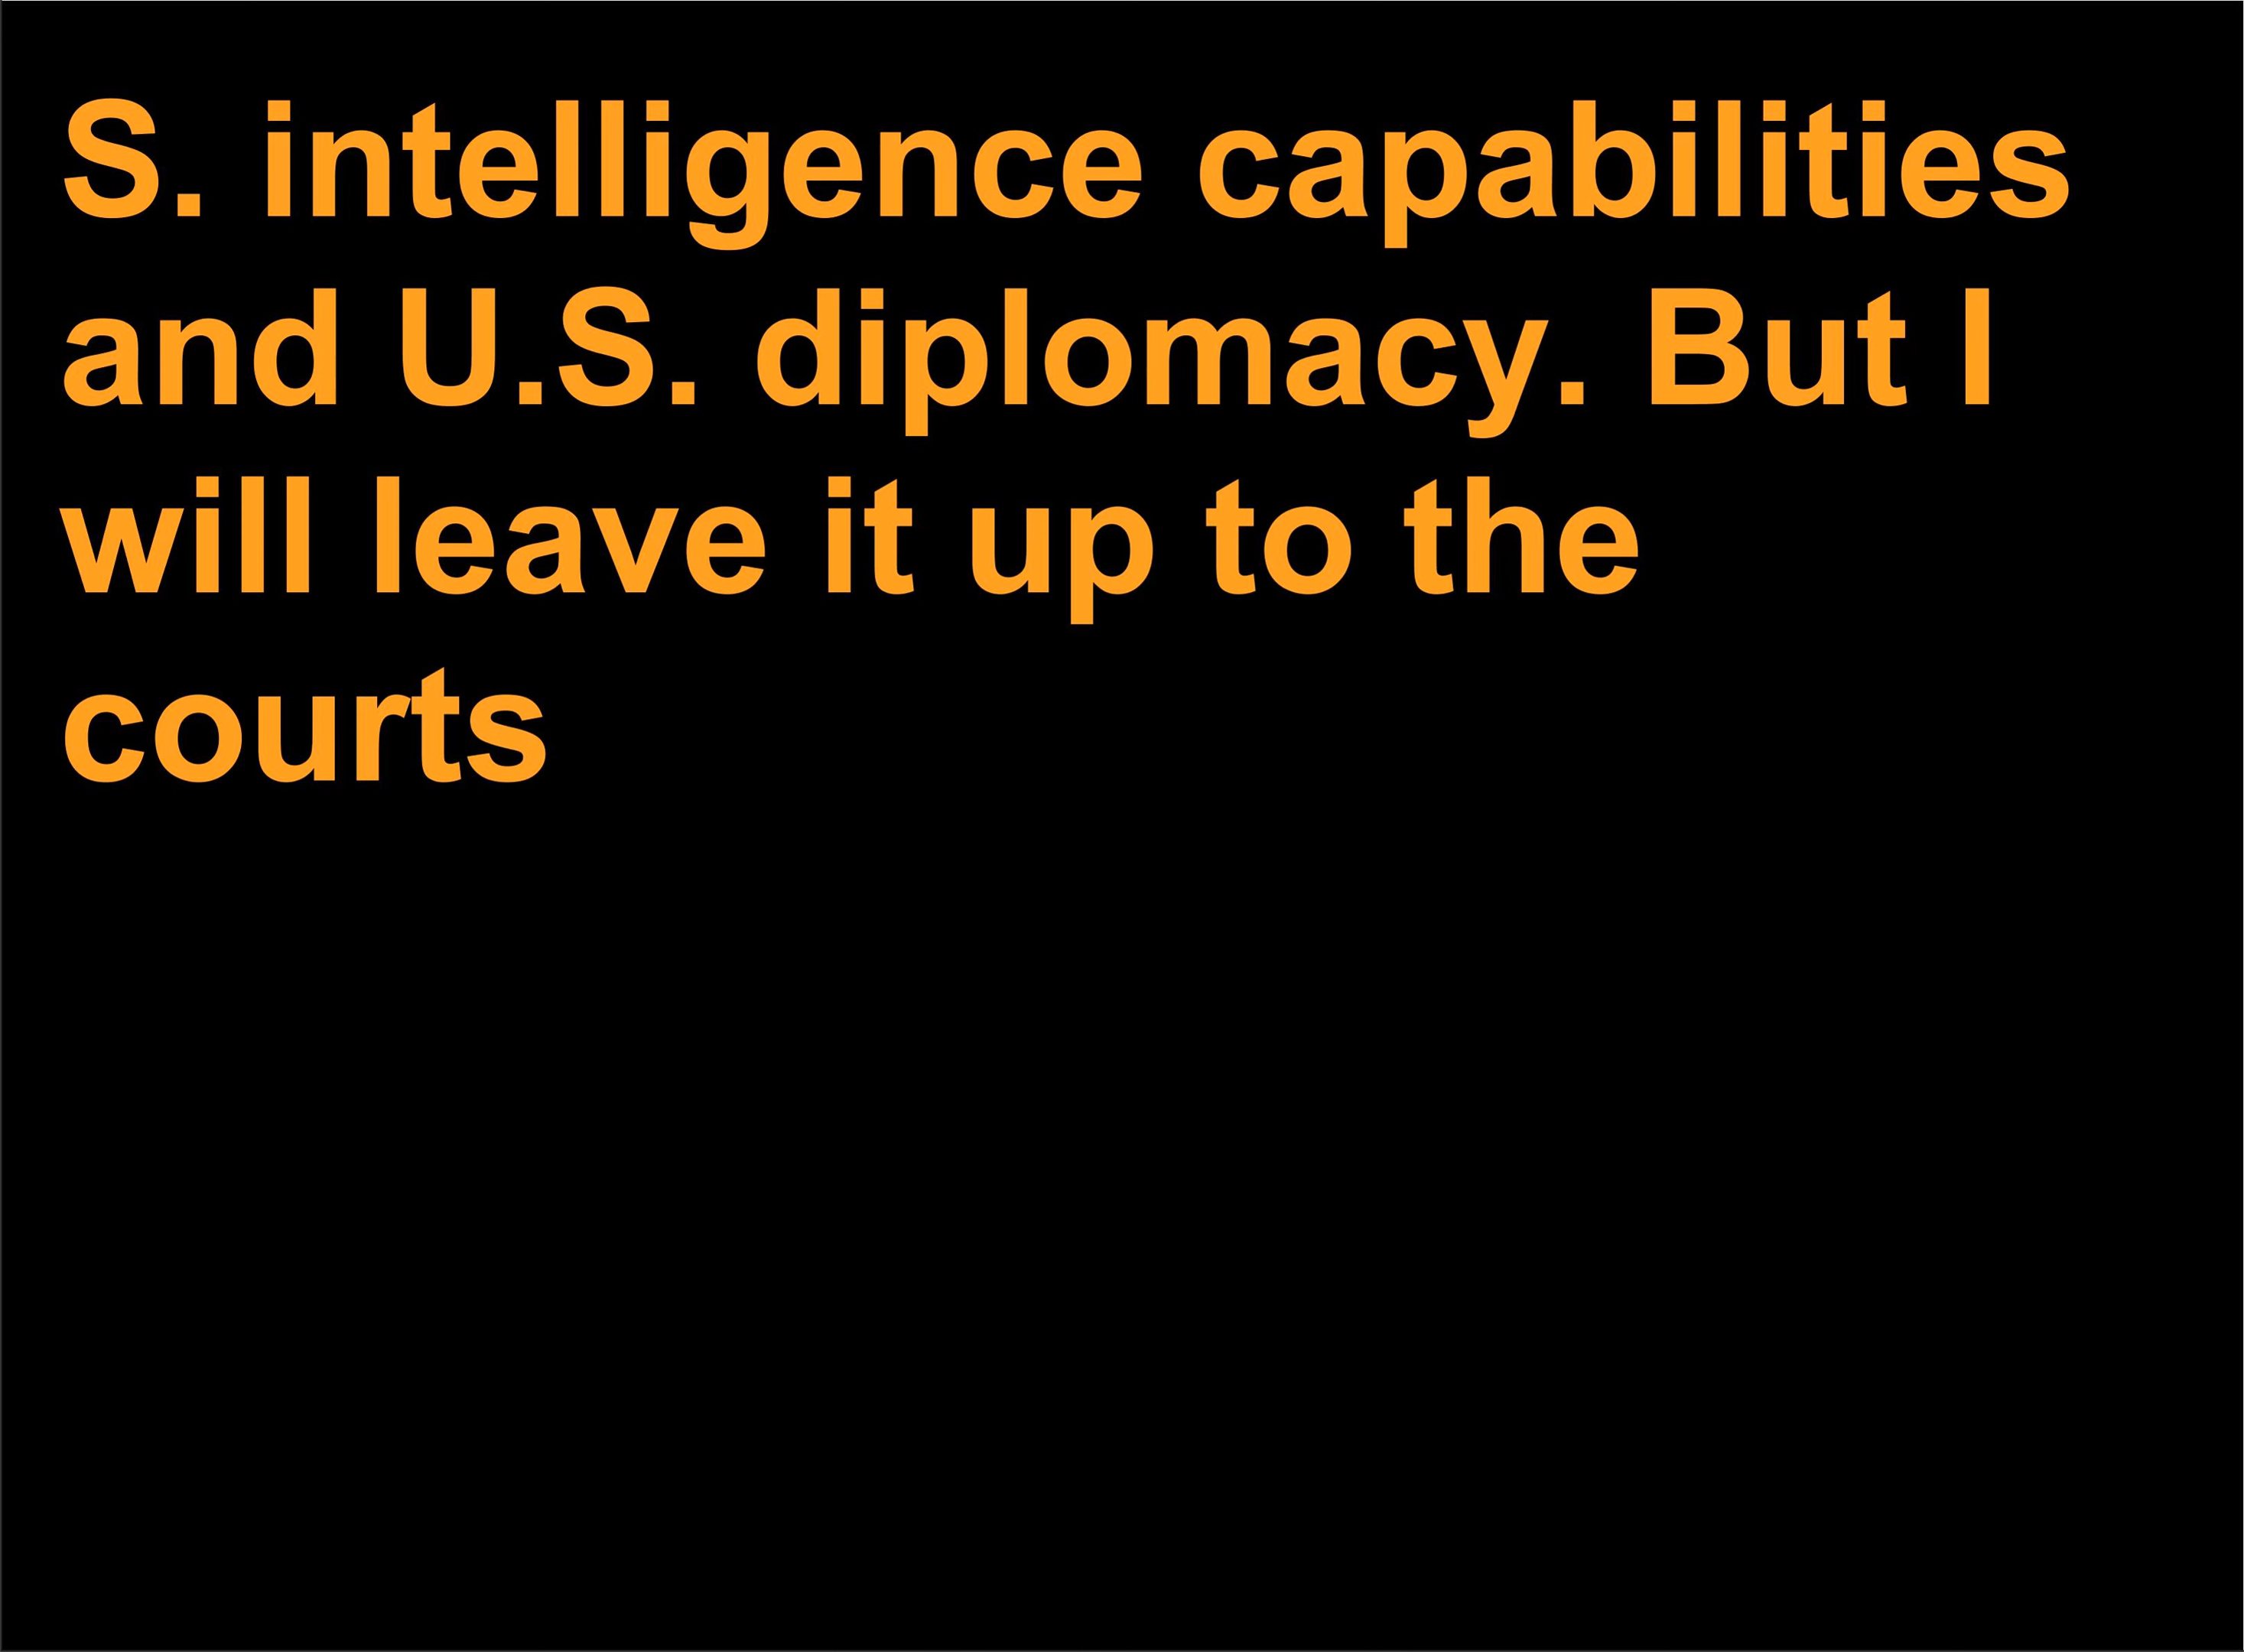 S. intelligence capabilities
and U.S. diplomacy. But I
will leave it up to the
courts